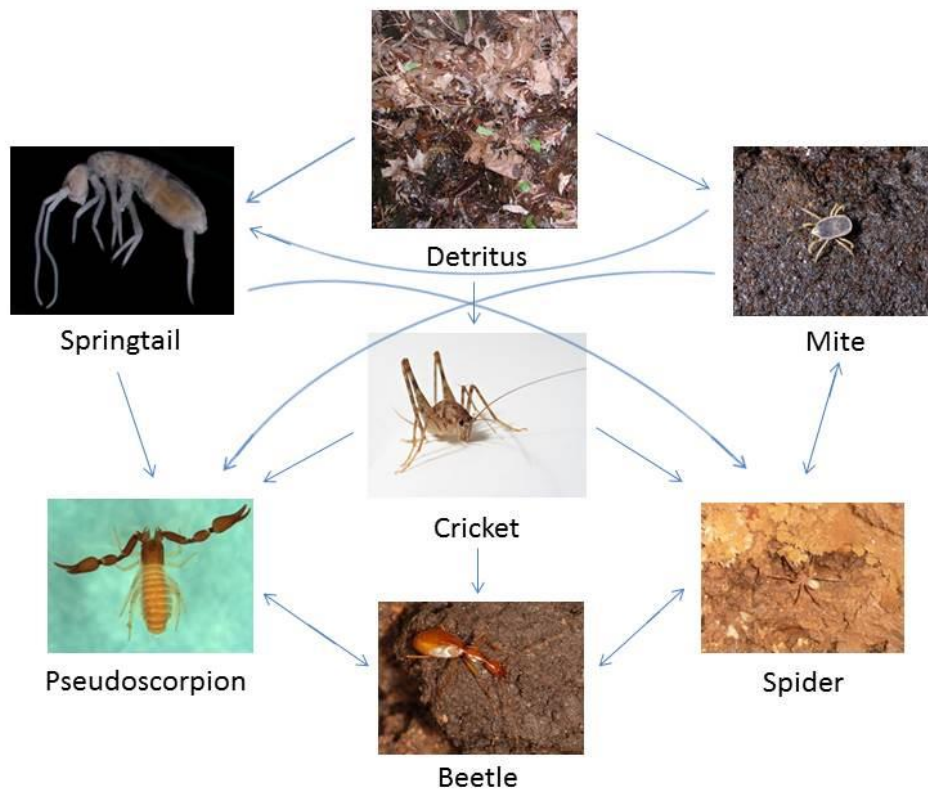 Detritus
Springtail
Mite
Cricket
Pseudoscorpion
Spider
Beetle